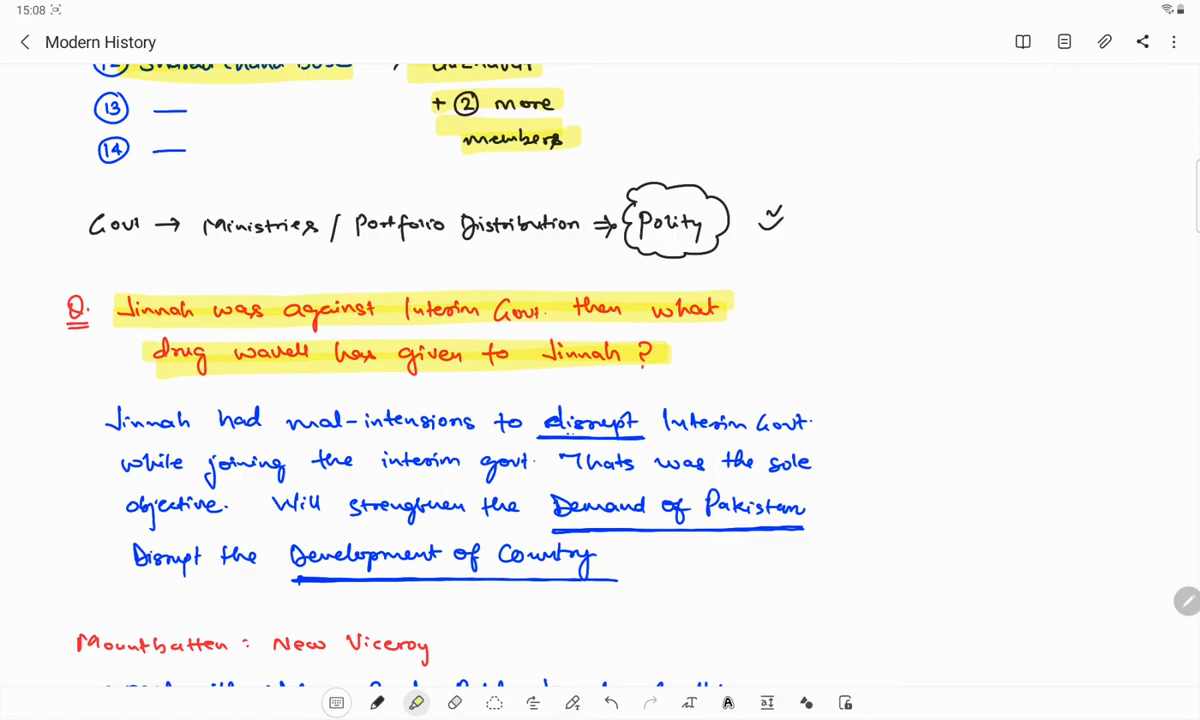 15:08
Modern History
⑬ —
+ ② more
members
⑭ —
Govt → Ministries / Portfolio Distribution ⇒ Polity
Q. Jinnah was against Interim Govt. then what
drug wavell has given to Jinnah ?
Jinnah had mal-intensions to disrupt Interim Govt.
while joining the interim govt. Thats was the sole
objective. Will strengthen the Demand of Pakistan
Disrupt the Development of Country
Mountbatten : New Viceroy